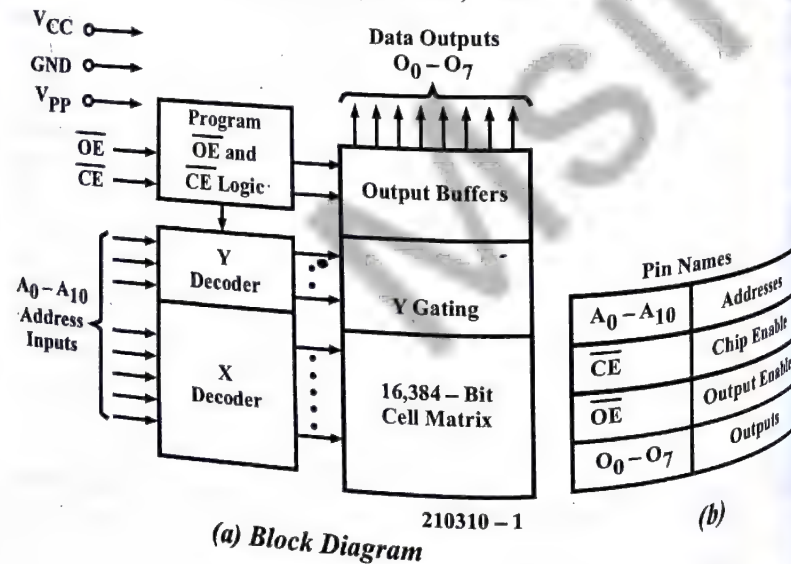 V_CC
GND
V_PP
OE
CE
Program
OE and
CE Logic
Data Outputs
O0 – O7
Output Buffers
A0 – A10
Address
Inputs
Y
Decoder
X
Decoder
Y Gating
16,384 – Bit
Cell Matrix
210310 – 1
(a) Block Diagram
Pin Names
A0 – A10 Addresses
CE Chip Enable
OE Output Enable
O0 – O7 Outputs
(b)